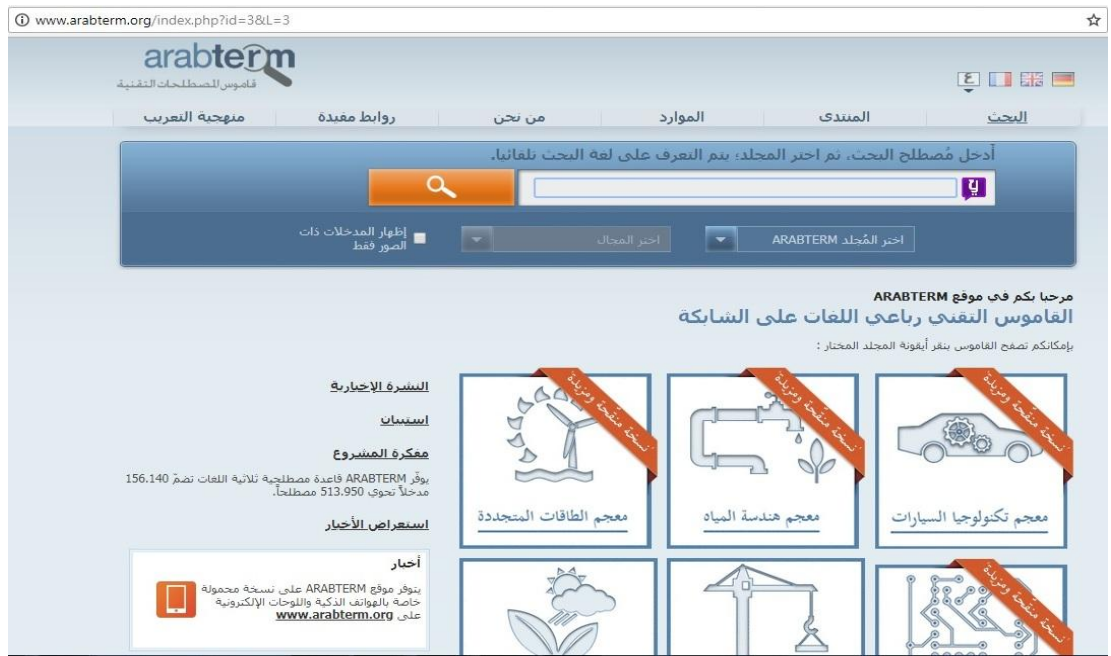 www.arabterm.org/index.php?id=3&L=3
arabterm
قاموس المصطلحات التقنية
ع
البحث
المنتدى
الموارد
من نحن
روابط مفيدة
منهجية التعريب
أدخل مُصطلح البحث، ثم اختر المجلد؛ يتم التعرف على لغة البحث تلقائيا.
اختر المُجلد ARABTERM
اختر المجال
إظهار المدخلات ذات
الصور فقط
مرحبا بكم في موقع ARABTERM
القاموس التقني رباعي اللغات على الشابكة
بإمكانكم تصفح القاموس بنقر أيقونة المجلد المختار :
نسخة منقحة ومزيدة
معجم تكنولوجيا السيارات
نسخة منقحة ومزيدة
معجم هندسة المياه
نسخة منقحة ومزيدة
معجم الطاقات المتجددة
نسخة منقحة ومزيدة
النشرة الإخبارية
استبيان
مفكرة المشروع
يوفّر ARABTERM قاعدة مصطلحية ثلاثية اللغات تضمّ 156.140
مدخلاً تحوي 513.950 مصطلحاً.
استعراض الأخبار
أخبار
يتوفر موقع ARABTERM على نسخة محمولة
خاصة بالهواتف الذكية واللوحات الإلكترونية
على www.arabterm.org